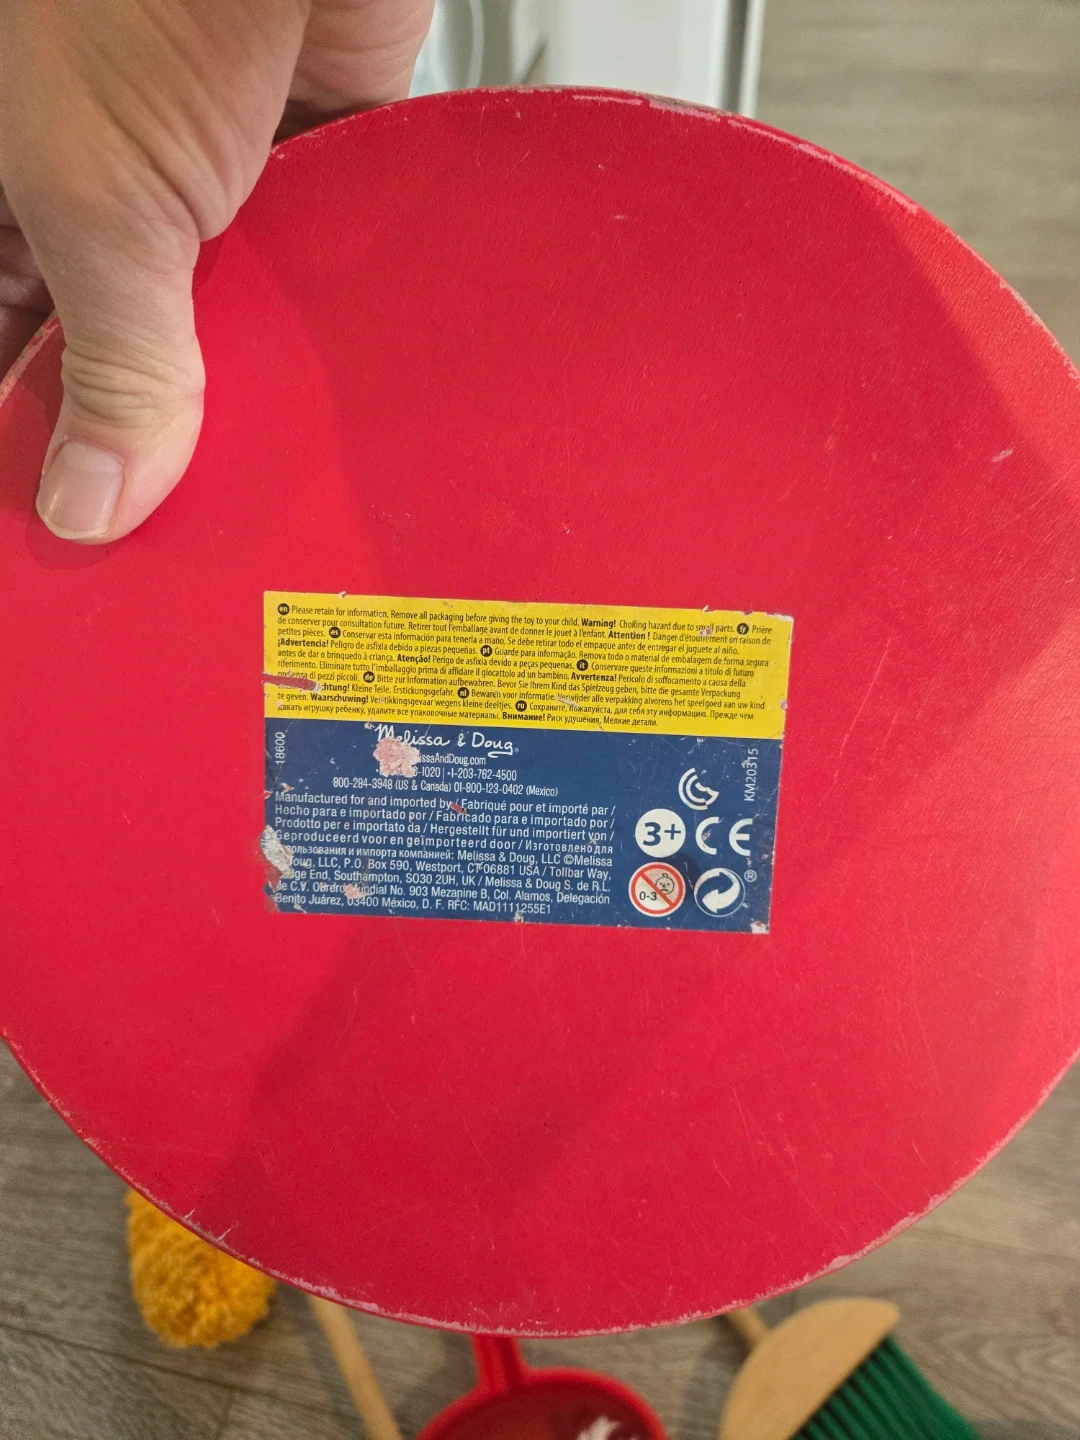 en Please retain for information. Remove all packaging before giving the toy to your child. Warning! Choking hazard due to small parts. fr Prière
de conserver pour consultation future. Retirer tout l'emballage avant de donner le jouet à l'enfant. Attention ! Danger d'étouffement en raison de
petites pièces. es Conservar esta información para tenerla a mano. Se debe retirar todo el empaque antes de entregar el juguete al niño.
¡Advertencia! Peligro de asfixia debido a piezas pequeñas. pt Guarde para informação. Remova todo o material de embalagem de forma segura
antes de dar o brinquedo à criança. Atenção! Perigo de asfixia devido a peças pequenas. it Conservare queste informazioni a titolo di futuro
riferimento. Eliminare tutto l'imballaggio prima di affidare il giocattolo ad un bambino. Avvertenza! Pericolo di soffocamento a causa della
di pezzi piccoli. de Bitte zur Information aufbewahren. Bevor Sie Ihrem Kind das Spielzeug geben, bitte die gesamte Verpackung
chtung! Kleine Teile. Erstickungsgefahr. nl Bewaren voor informatie. Verwijder alle verpakking alvorens het speelgoed aan uw kind
te geven. Waarschuwing! Verstikkingsgevaar wegens kleine deeltjes. ru Сохраните, пожалуйста, для себя эту информацию. Прежде чем
давать игрушку ребенку, удалите все упаковочные материалы. Внимание! Риск удушения, Мелкие детали.
18600
Melissa & Doug®
ssaAndDoug.com
-1020 | +1-203-762-4500
800-284-3948 (US & Canada) 01-800-123-0402 (Mexico)
Manufactured for and imported by / Fabriqué pour et importé par /
Hecho para e importado por / Fabricado para e importado por /
Prodotto per e importato da / Hergestellt für und importiert von /
Geproduceerd voor en geïmporteerd door / Изготовлено для
пользования и импорта компанией: Melissa & Doug, LLC ©Melissa
Doug, LLC, P.O. Box 590, Westport, CT 06881 USA / Tollbar Way,
Edge End, Southampton, SO30 2UH, UK / Melissa & Doug S. de R.L.
de C.V. Obrero Mundial No. 903 Mezanine B, Col. Alamos, Delegación
Benito Juárez, 03400 México, D. F. RFC: MAD1111255E1
KM20315
3+ CE
0-3 ®